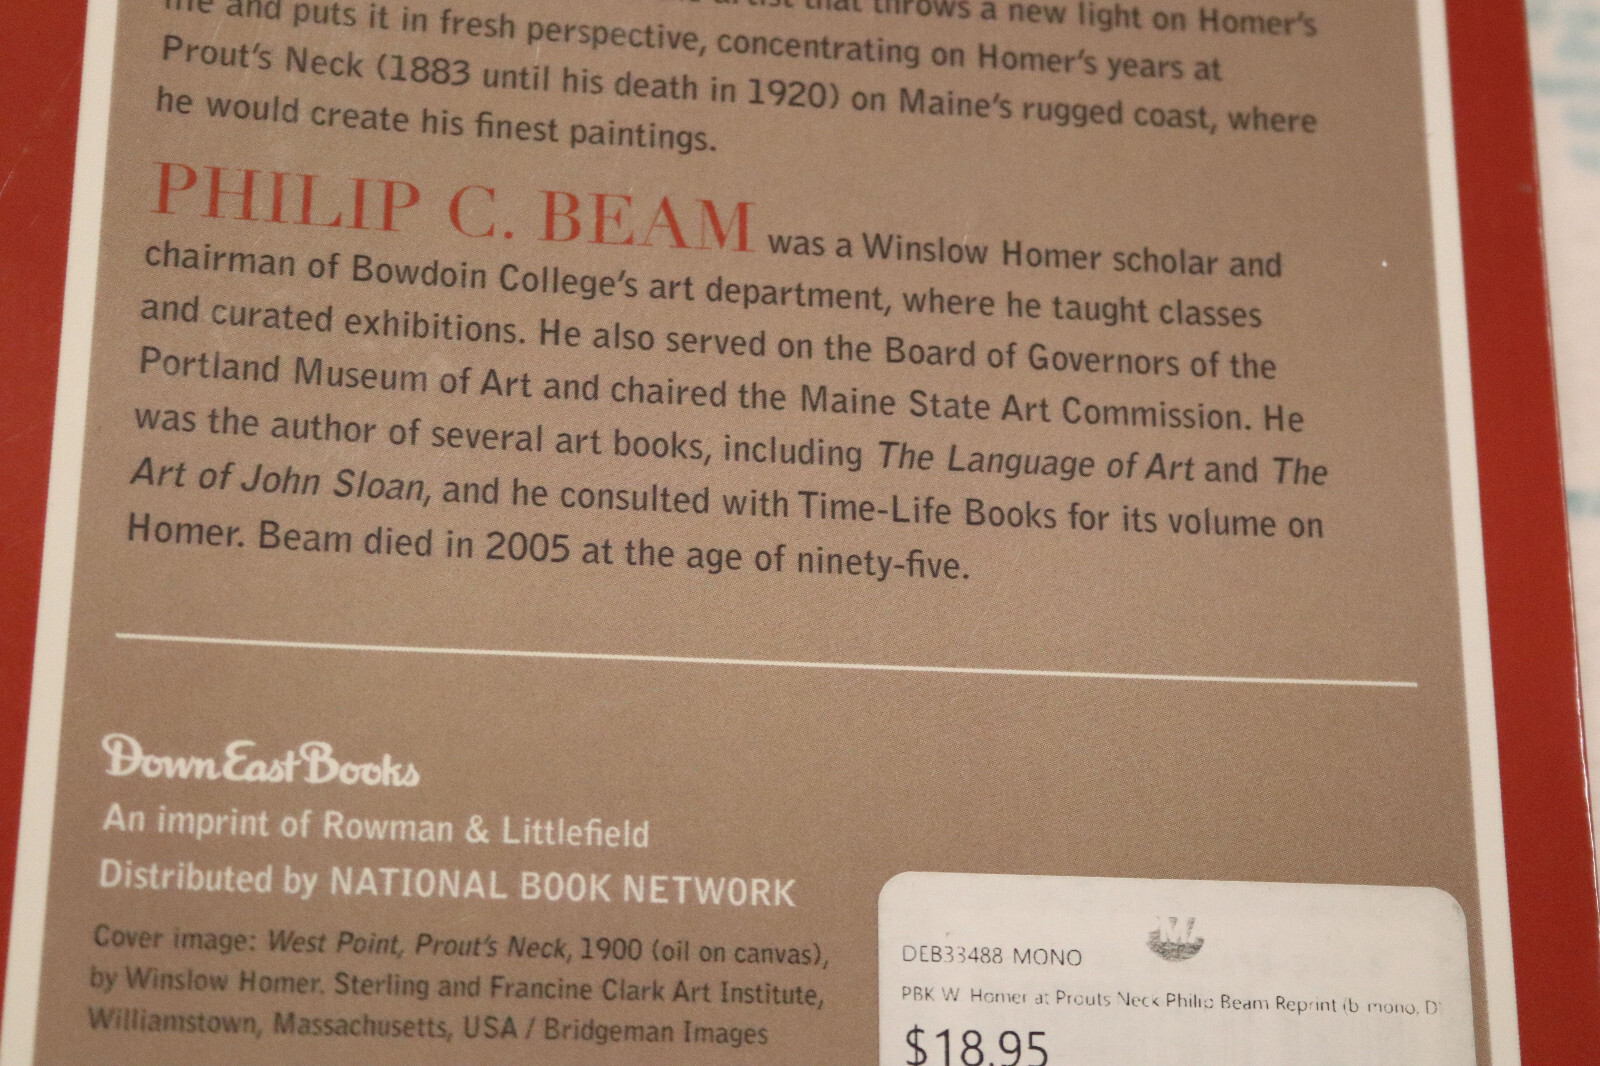 and puts it in fresh perspective, concentrating on Homer's years at
Prout's Neck (1883 until his death in 1920) on Maine's rugged coast, where
he would create his finest paintings.
PHILIP C. BEAM was a Winslow Homer scholar and
chairman of Bowdoin College's art department, where he taught classes
and curated exhibitions. He also served on the Board of Governors of the
Portland Museum of Art and chaired the Maine State Art Commission. He
was the author of several art books, including The Language of Art and The
Art of John Sloan, and he consulted with Time-Life Books for its volume on
Homer. Beam died in 2005 at the age of ninety-five.
Down East Books
An imprint of Rowman & Littlefield
Distributed by NATIONAL BOOK NETWORK
Cover image: West Point, Prout's Neck, 1900 (oil on canvas),
by Winslow Homer. Sterling and Francine Clark Art Institute,
Williamstown, Massachusetts, USA / Bridgeman Images
DEB33488 MONO
PBK W. Homer at Prouts Neck Philip Beam Reprint (b mono, D
$18.95